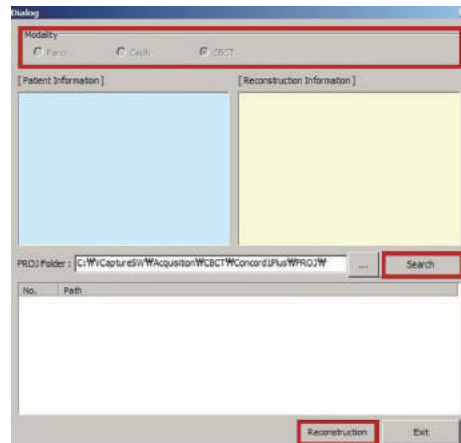 Dialog
Modality
Pano Ceph CBCT
[Patient Information] [Reconstruction Information]
PROJ Folder : C:₩VCaptureSW₩Acquisition₩CBCT₩Concord1Plus₩PROJ₩ ... Search
No. Path
Reconstruction Exit